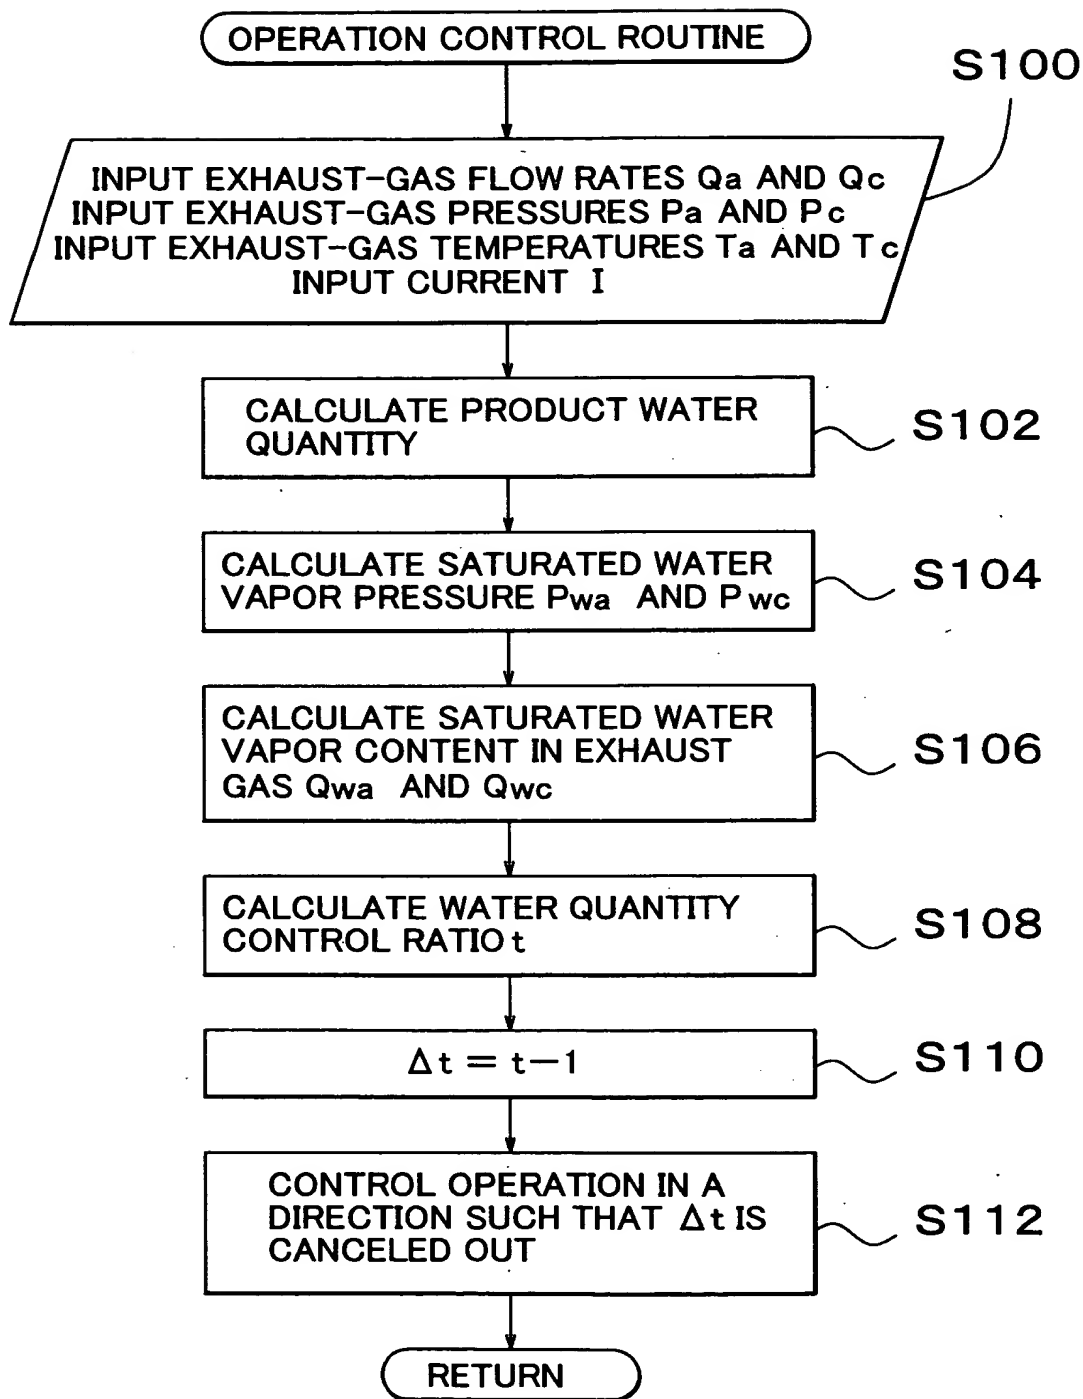 OPERATION CONTROL ROUTINE
S100
INPUT EXHAUST-GAS FLOW RATES Qa AND Qc
INPUT EXHAUST-GAS PRESSURES Pa AND Pc
INPUT EXHAUST-GAS TEMPERATURES Ta AND Tc
INPUT CURRENT I
CALCULATE PRODUCT WATER
QUANTITY
S102
CALCULATE SATURATED WATER
VAPOR PRESSURE Pwa AND Pwc
S104
CALCULATE SATURATED WATER
VAPOR CONTENT IN EXHAUST
GAS Qwa AND Qwc
S106
CALCULATE WATER QUANTITY
CONTROL RATIO t
S108
Δt = t-1
S110
CONTROL OPERATION IN A
DIRECTION SUCH THAT Δt IS
CANCELED OUT
S112
RETURN